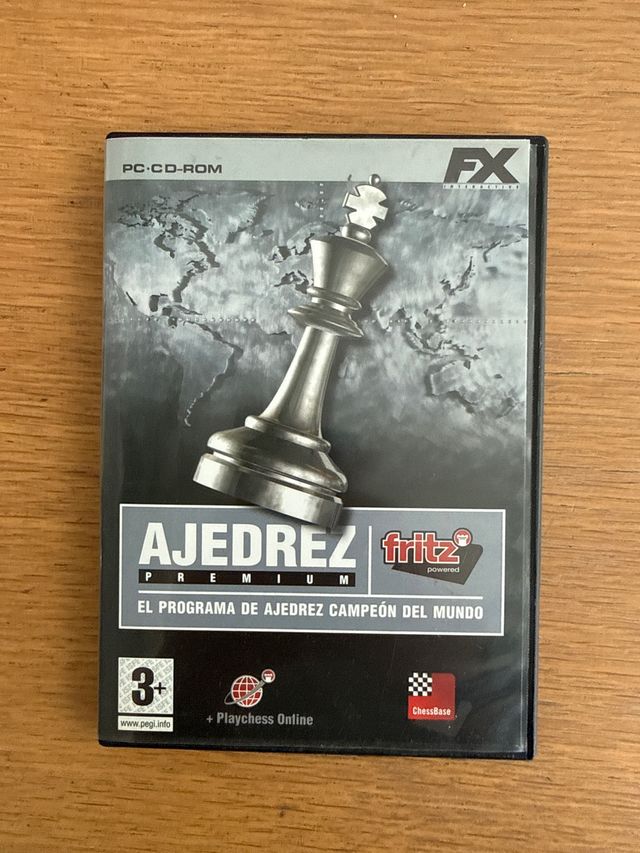 PC·CD-ROM
FX
INTERACTIVE
AJEDREZ
PREMIUM
fritz
powered
EL PROGRAMA DE AJEDREZ CAMPEÓN DEL MUNDO
3+
www.pegi.info
+ Playchess Online
ChessBase